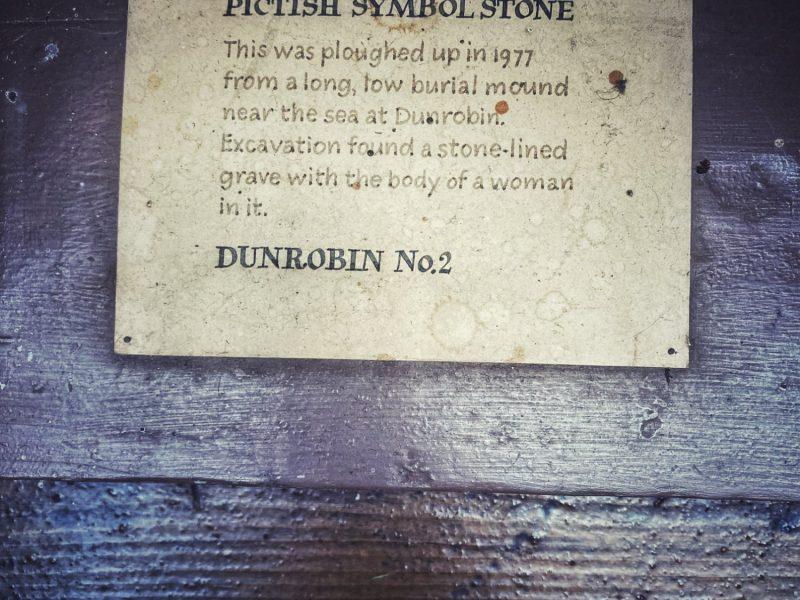 PICTISH SYMBOL STONE
This was ploughed up in 1977
from a long, low burial mound
near the sea at Dunrobin.
Excavation found a stone-lined
grave with the body of a woman
in it.
DUNROBIN No.2